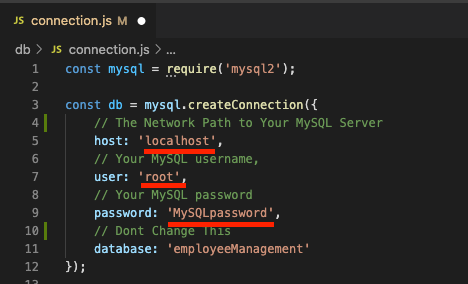 JS connection.js M
db > JS connection.js > ...
1 const mysql = require('mysql2');
2
3 const db = mysql.createConnection({
4 // The Network Path to Your MySQL Server
5 host: 'localhost',
6 // Your MySQL username,
7 user: 'root',
8 // Your MySQL password
9 password: 'MySQLpassword',
10 // Dont Change This
11 database: 'employeeManagement'
12 });
13